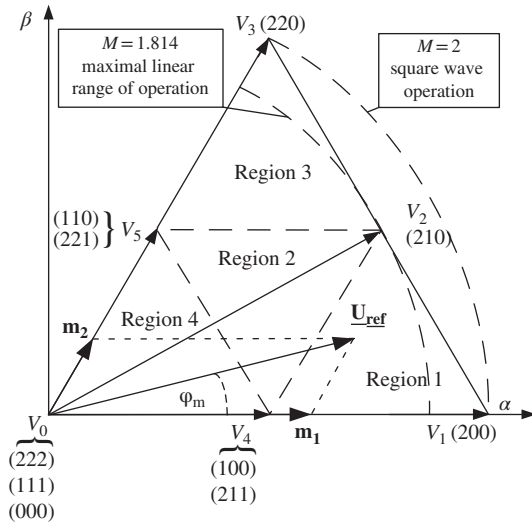 β
V3 (220)
M = 1.814
maximal linear
range of operation
M = 2
square wave
operation
Region 3
(110)
(221)
} V5
V2
(210)
Region 2
Region 4
m2
Uref
φm
Region 1
V0
V4
m1
V1 (200)
α
(222)
(111)
(000)
(100)
(211)